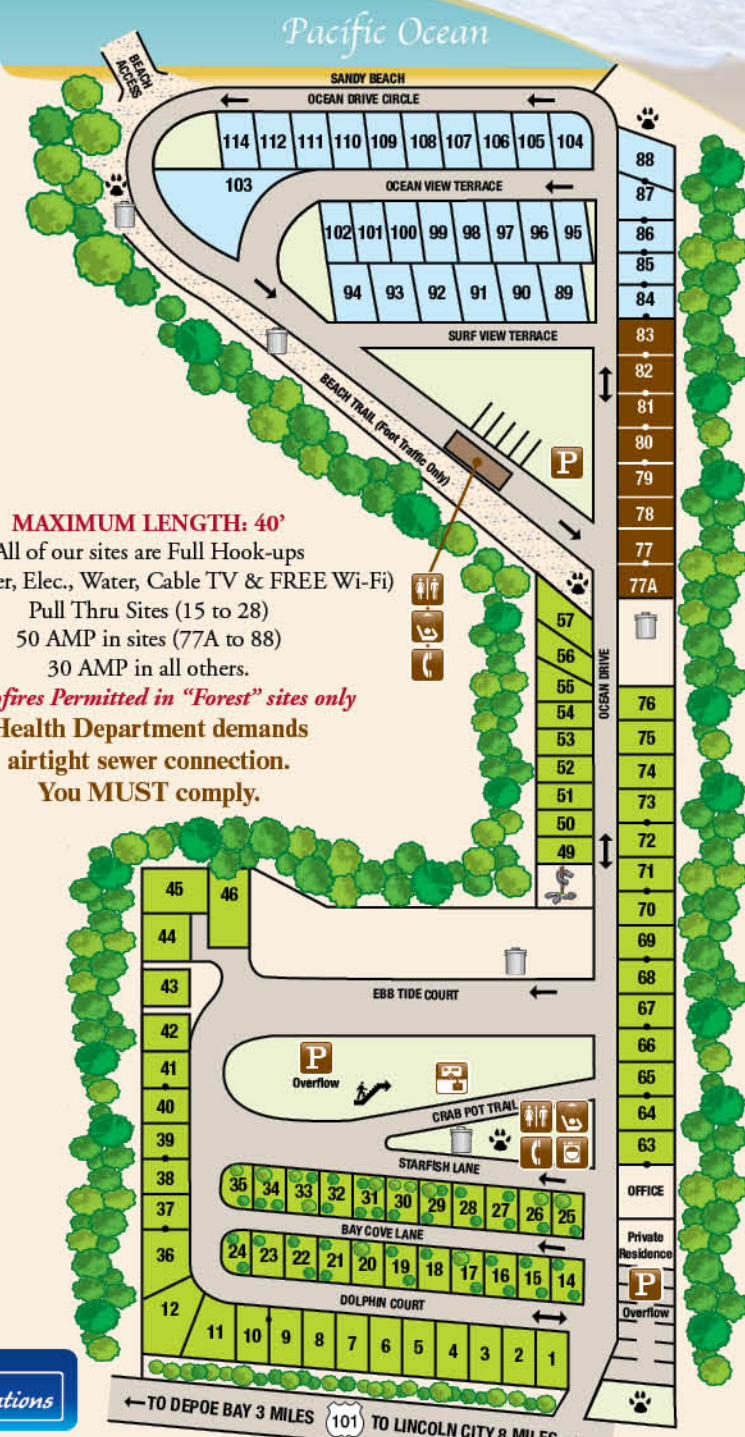 Pacific Ocean
BEACH
ACCESS
SANDY BEACH
OCEAN DRIVE CIRCLE
114 112 111 110 109 108 107 106 105 104
103
OCEAN VIEW TERRACE
102 101 100 99 98 97 96 95
94 93 92 91 90 89
SURF VIEW TERRACE
88
87
86
85
84
83
82
81
80
79
78
77
77A
BEACH TRAIL (Foot Traffic Only)
P
MAXIMUM LENGTH: 40’
All of our sites are Full Hook-ups
Elec., Water, Cable TV & FREE Wi-Fi)
Pull Thru Sites (15 to 28)
50 AMP in sites (77A to 88)
30 AMP in all others.
Permitted in “Forest” sites only
Health Department demands
airtight sewer connection.
You MUST comply.
57
56
55
54
53
52
51
50
49
OCEAN DRIVE
76
75
74
73
72
71
70
69
68
67
66
65
64
63
OFFICE
Private
Residence
P
Overflow
45 46
44
43
42
41
40
39
38
37
36
12
EBB TIDE COURT
P
Overflow
CRAB POT TRAIL
STARFISH LANE
35 34 33 32 31 30 29 28 27 26 25
BAY COVE LANE
24 23 22 21 20 19 18 17 16 15 14
DOLPHIN COURT
11 10 9 8 7 6 5 4 3 2 1
TO DEPOE BAY 3 MILES 101 TO LINCOLN CITY 8 MILES